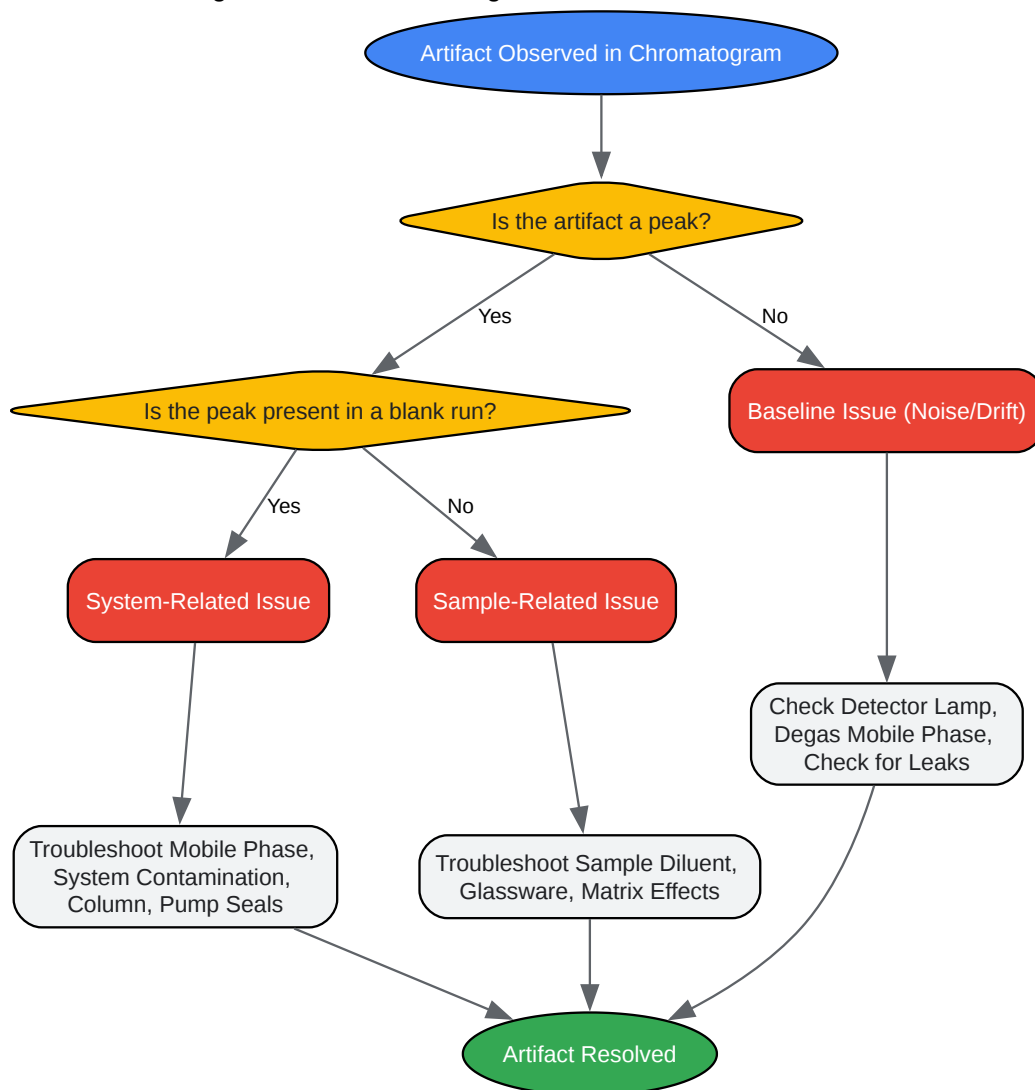 Artifact Observed in Chromatogram
Is the artifact a peak?
Yes
No
Is the peak present in a blank run?
Baseline Issue (Noise/Drift)
Yes
No
System-Related Issue
Sample-Related Issue
Check Detector Lamp,
Degas Mobile Phase,
Check for Leaks
Troubleshoot Mobile Phase,
System Contamination,
Column, Pump Seals
Troubleshoot Sample Diluent,
Glassware, Matrix Effects
Artifact Resolved